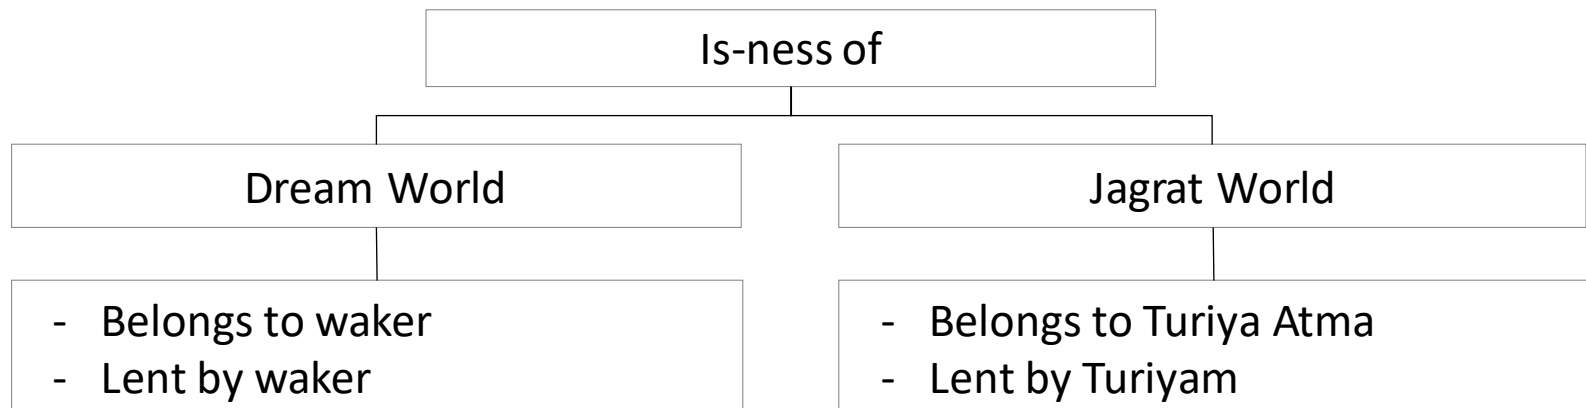 Is-ness of
Dream World
Jagrat World
- Belongs to waker
- Lent by waker
- Belongs to Turiya Atma
- Lent by Turiyam